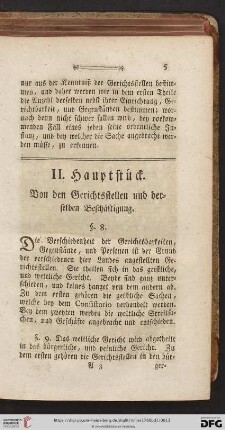 5
nur aus der Kenntniß der Gerichtsstellen bestim-
men, und daher werden wir in dem ersten Theile
die Anzahl derselben nebst ihrer Einrichtung, Ge-
richtbarkeit, und Gegenständen bestimmen; wor-
nach denn nicht schwer fallen wird, bey vorkom-
menden Fall eines jeden seine ordentliche In-
stanz, und bey welcher die Sache angebracht wer-
den müsse, zu erkennen.
II. Hauptstück.
Von den Gerichtsstellen und der-
selben Beschäftigung.
§. 8.
Die Verschiedenheit der Gerichtbarkeiten,
Gegenstände, und Personen ist der Grund
der verschiedenen hier Landes angestellten Ge-
richtsstellen. Sie theilen sich in das geistliche,
und weltliche Gericht. Beyde sind ganz unter-
schieden, und keines hanget von dem andern ab.
Zu dem ersten gehören die geistliche Sachen,
welche bey dem Consistorio verhandelt werden.
Bey dem zweyten werden die weltliche Streitsa-
chen, und Geschäfte angebracht und entschieden.
§. 9. Das weltliche Gericht wird abgetheilt
in das bürgerliche, und peinliche Gericht. Zu
dem ersten gehören die Gerichtsstellen in den bür-
A 3
ger-
UNIVERSITÄTS-
BIBLIOTHEK
HEIDELBERG
DFG